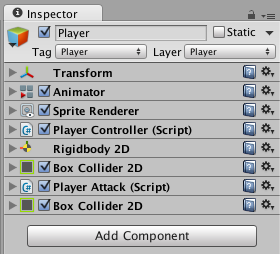 Inspector
Player
Static
Tag Player Layer Player
Transform
Animator
Sprite Renderer
Player Controller (Script)
Rigidbody 2D
Box Collider 2D
Player Attack (Script)
Box Collider 2D
Add Component